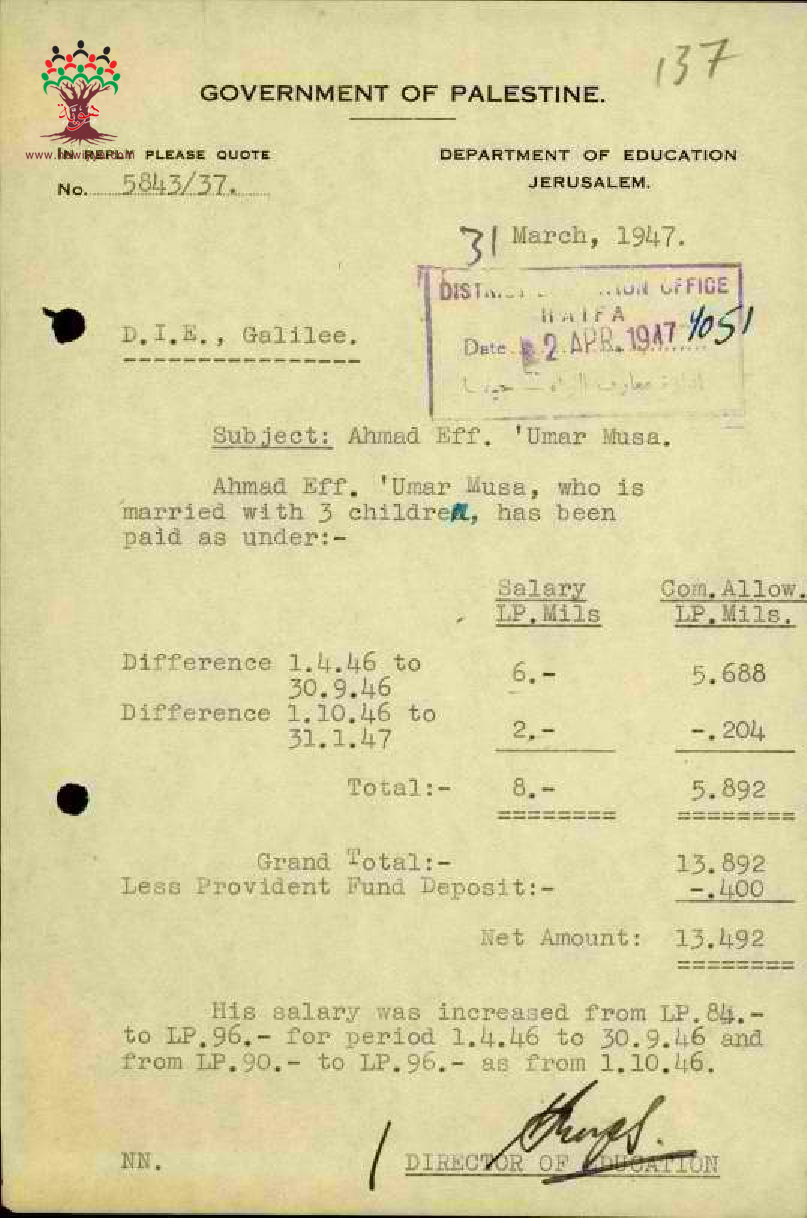 137
GOVERNMENT OF PALESTINE.
IN REPLY PLEASE QUOTE
No. 5843/37.
DEPARTMENT OF EDUCATION
JERUSALEM.
31 March, 1947.
OFFICE
HAIFA
Date 2 APR. 1947 4051
D.I.E., Galilee.
Subject: Ahmad Eff. 'Umar Musa.
Ahmad Eff. 'Umar Musa, who is
married with 3 children, has been
paid as under:-
Salary Com.Allow.
LP.Mils LP.Mils.
Difference 1.4.46 to
30.9.46 6.- 5.688
Difference 1.10.46 to
31.1.47 2.- -.204
Total:- 8.- 5.892
Grand Total:- 13.892
Less Provident Fund Deposit:- -.400
Net Amount: 13.492
His salary was increased from LP.84.-
to LP.96.- for period 1.4.46 to 30.9.46 and
from LP.90.- to LP.96.- as from 1.10.46.
NN.
DIRECTOR OF EDUCATION